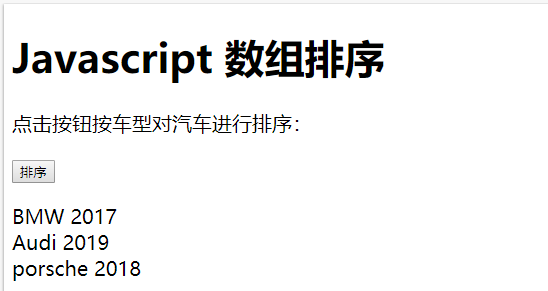 Javascript 数组排序
点击按钮按车型对汽车进行排序：
排序
BMW 2017
Audi 2019
porsche 2018